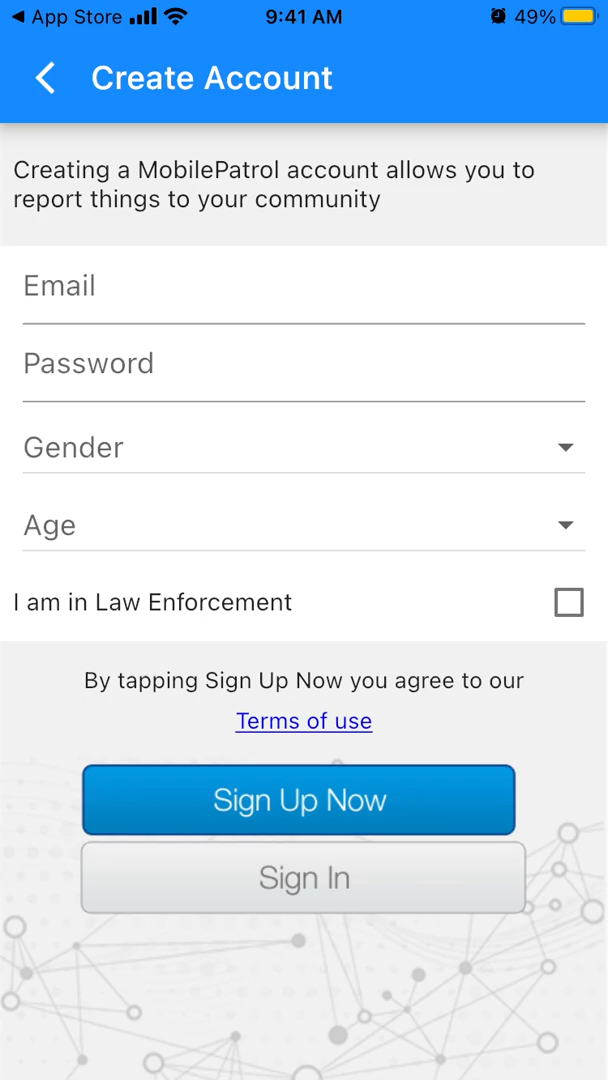 App Store 9:41 AM 49%
Create Account
Creating a MobilePatrol account allows you to
report things to your community
Email
Password
Gender
Age
I am in Law Enforcement
By tapping Sign Up Now you agree to our
Terms of use
Sign Up Now
Sign In